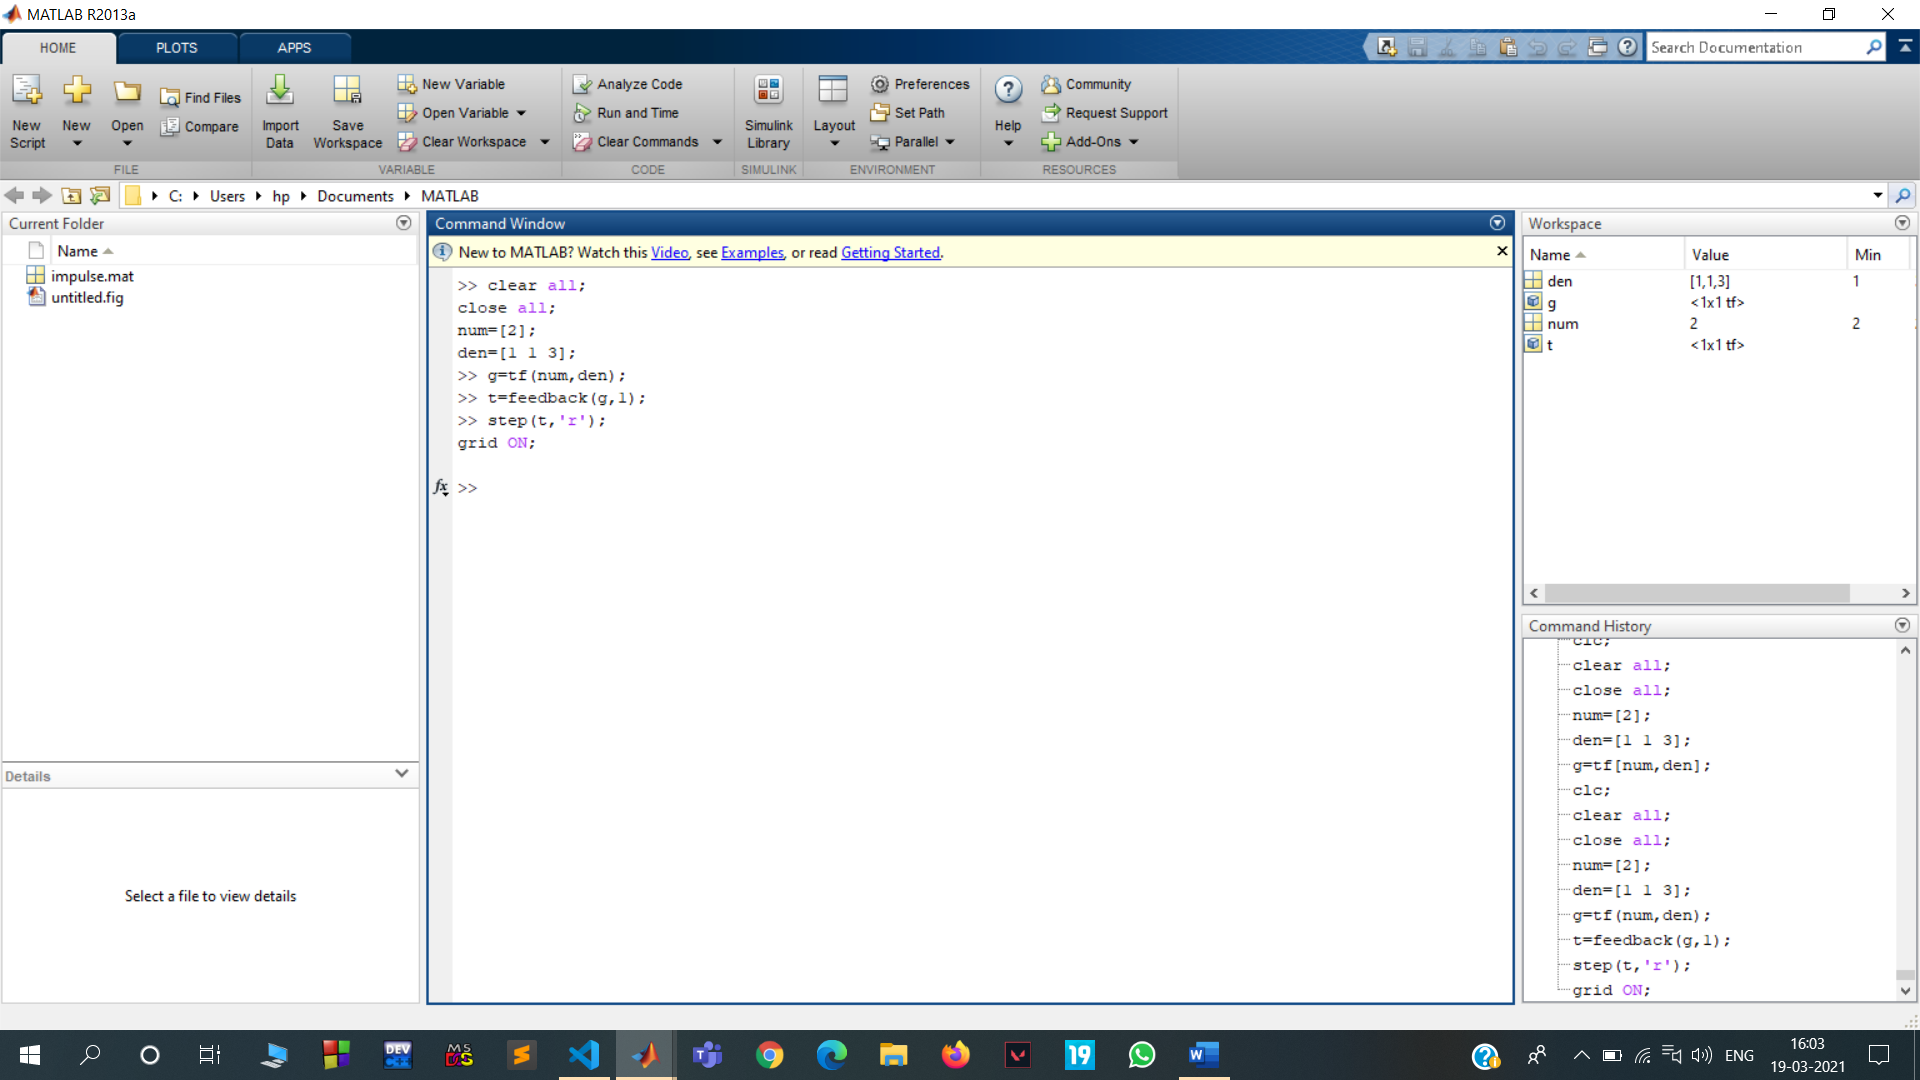 MATLAB R2013a
HOME PLOTS APPS
Search Documentation
New Script
New
Open
Find Files
Compare
FILE
Import Data
Save Workspace
New Variable
Open Variable
Clear Workspace
VARIABLE
Analyze Code
Run and Time
Clear Commands
CODE
Simulink Library
SIMULINK
Layout
Preferences
Set Path
Parallel
ENVIRONMENT
Help
Community
Request Support
Add-Ons
RESOURCES
C: Users hp Documents MATLAB
Current Folder
Name
impulse.mat
untitled.fig
Details
Select a file to view details
Command Window
New to MATLAB? Watch this Video, see Examples, or read Getting Started.
>> clear all;
close all;
num=[2];
den=[1 1 3];
>> g=tf(num,den);
>> t=feedback(g,1);
>> step(t,'r');
grid ON;
fx >>
Workspace
Name Value Min
den [1,1,3] 1
g <1x1 tf>
num 2 2
t <1x1 tf>
Command History
clc;
clear all;
close all;
num=[2];
den=[1 1 3];
g=tf[num,den];
clc;
clear all;
close all;
num=[2];
den=[1 1 3];
g=tf(num,den);
t=feedback(g,1);
step(t,'r');
grid ON;
DEV C++
MS DOS
19
ENG
16:03
19-03-2021